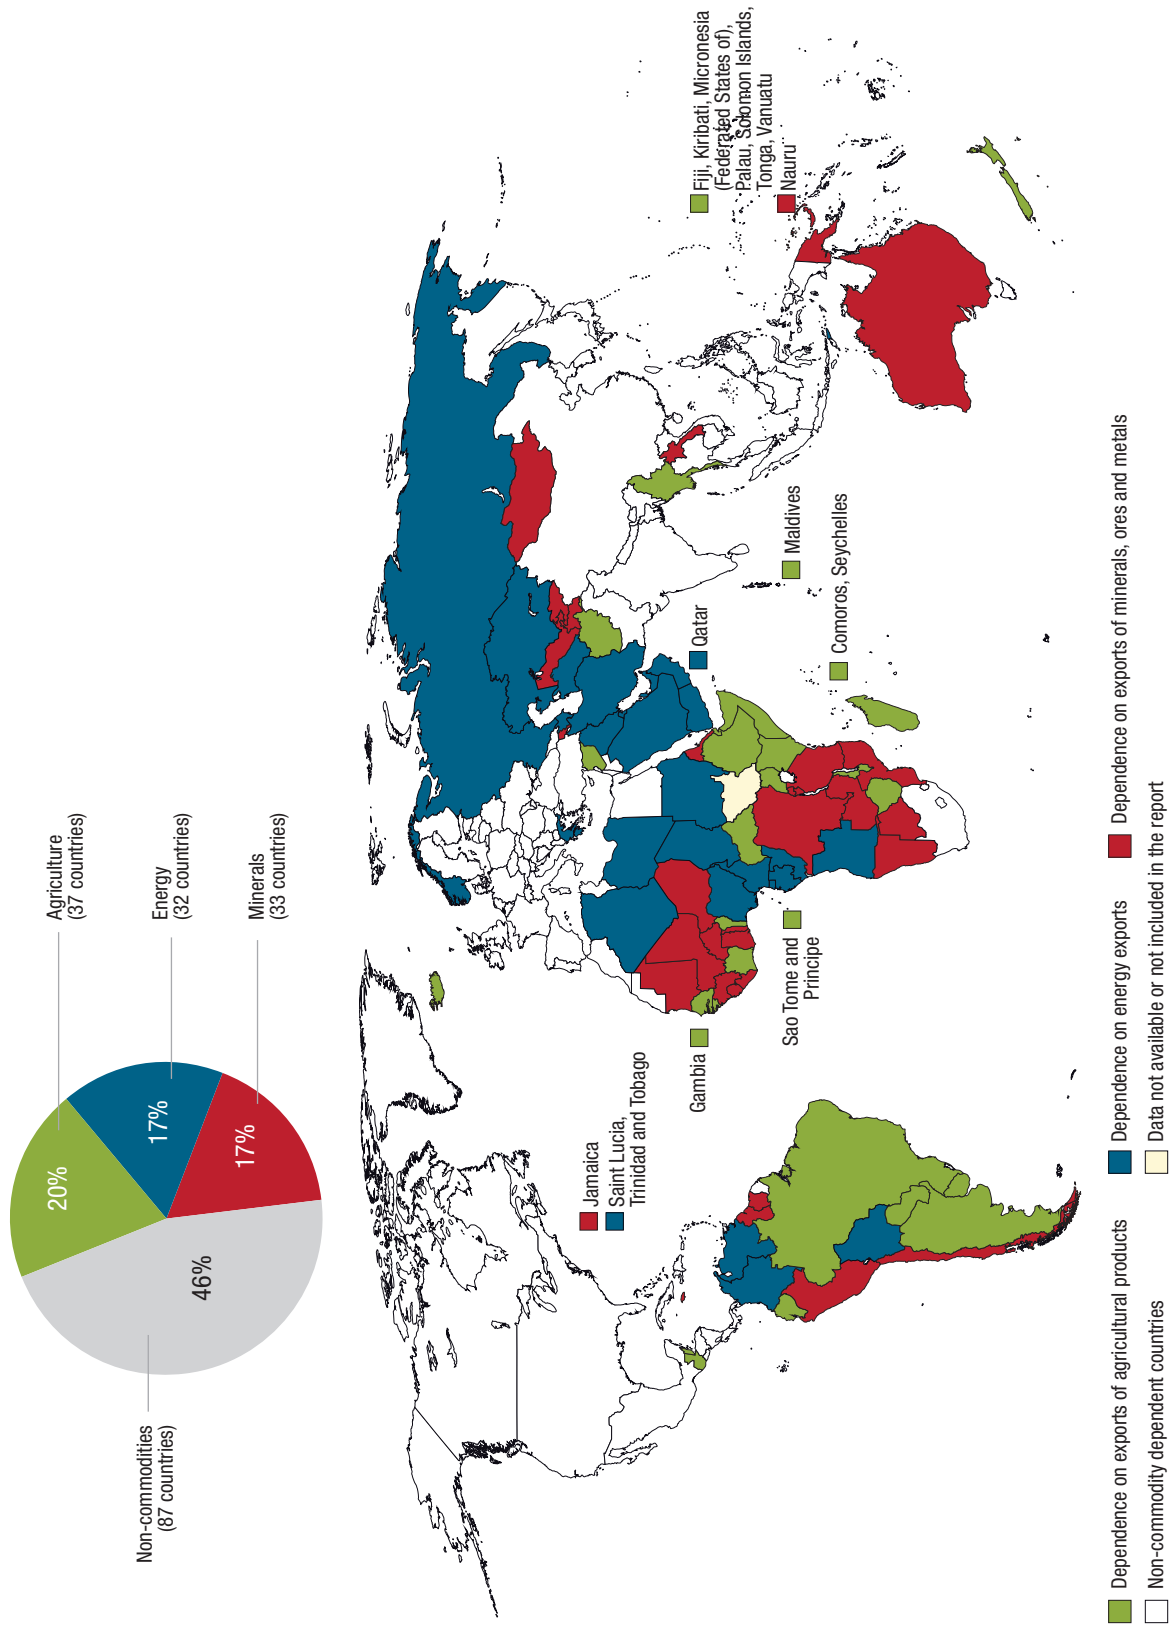 Agriculture
(37 countries)
20%
Energy
(32 countries)
17%
Minerals
(33 countries)
17%
Non-commodities
(87 countries)
46%
Jamaica
Saint Lucia,
Trinidad and Tobago
Gambia
Sao Tome and
Principe
Qatar
Maldives
Comoros, Seychelles
Fiji, Kiribati, Micronesia
(Federated States of),
Palau, Solomon Islands,
Tonga, Vanuatu
Nauru
Dependence on exports of agricultural products
Dependence on energy exports
Dependence on exports of minerals, ores and metals
Non-commodity dependent countries
Data not available or not included in the report